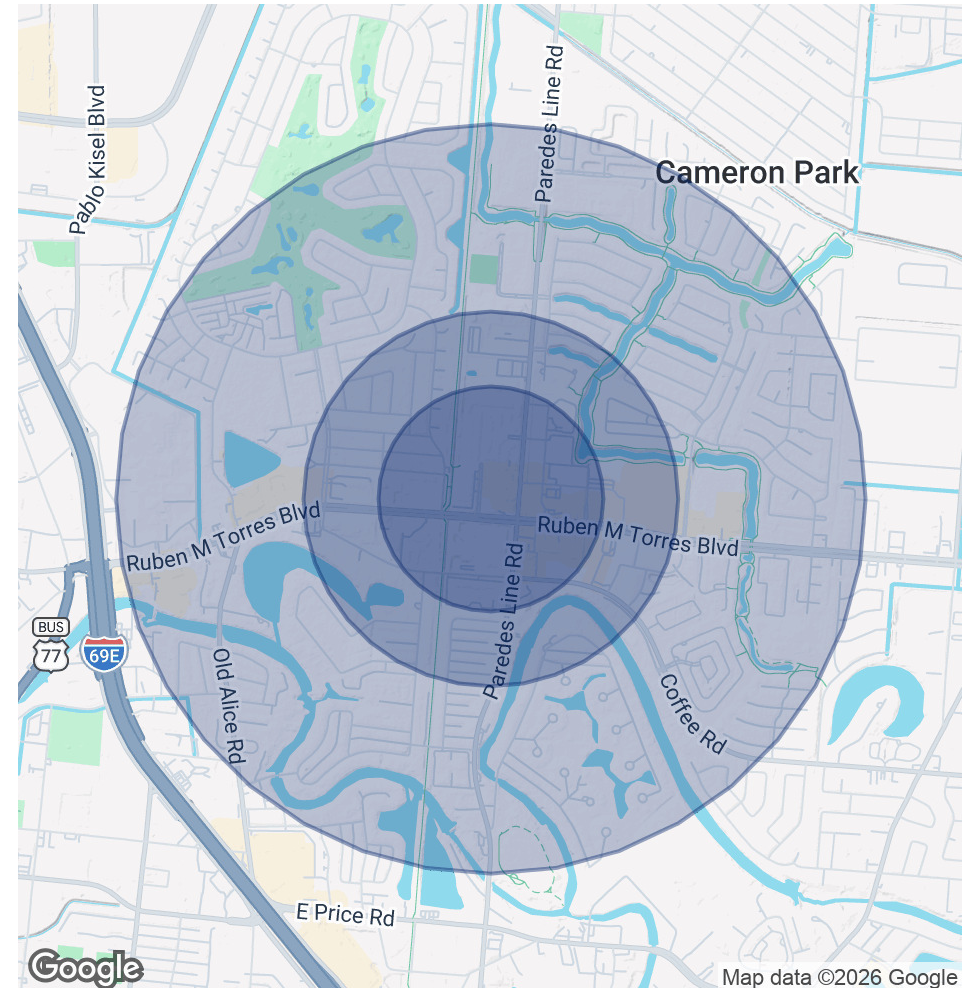 Pablo Kisel Blvd
Paredes Line Rd
Cameron Park
Ruben M Torres Blvd
Ruben M Torres Blvd
Paredes Line Rd
BUS
77
69E
Old Alice Rd
Coffee Rd
E Price Rd
Google
Map data ©2026 Google